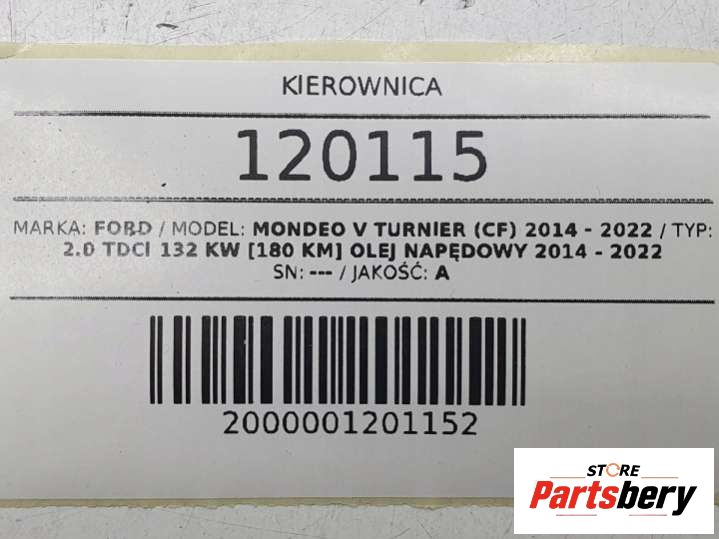 KIEROWNICA
120115
MARKA: FORD / MODEL: MONDEO V TURNIER (CF) 2014 - 2022 / TYP:
2.0 TDCI 132 KW [180 KM] OLEJ NAPĘDOWY 2014 - 2022
SN: --- / JAKOŚĆ: A
2000001201152
STORE
Partsbery